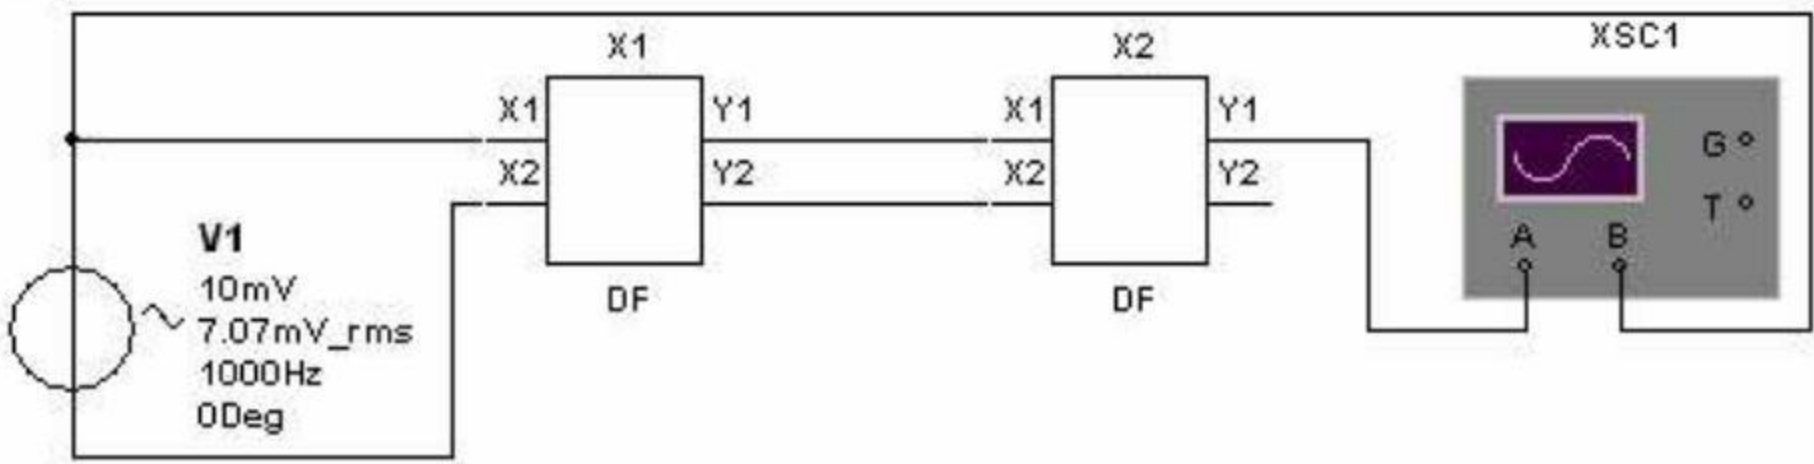 X1
X2
XSC1
X1
Y1
X1
Y1
G
X2
Y2
X2
Y2
T
V1
A
B
10mV
7.07mV_rms
DF
DF
1000Hz
0Deg